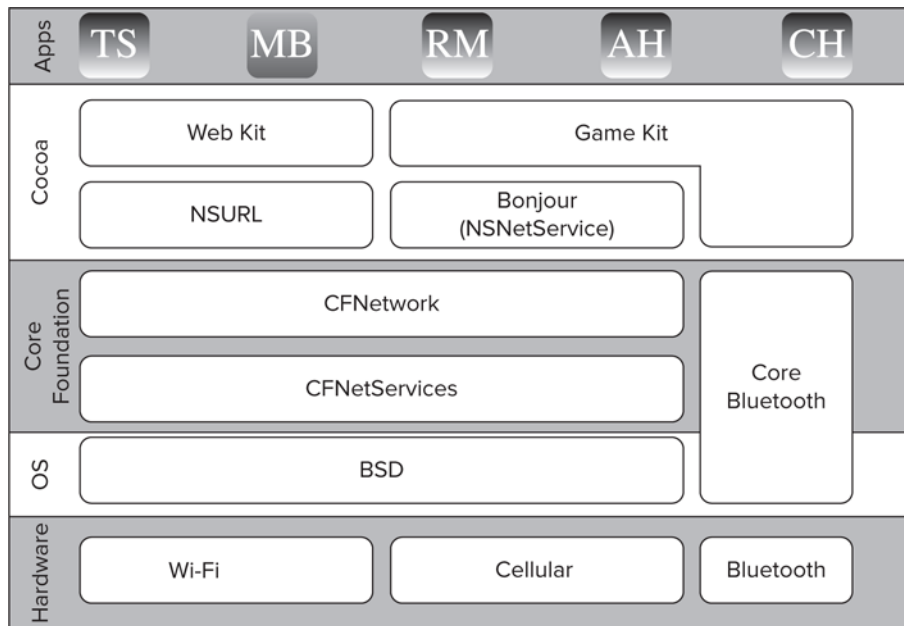 Apps
TS
MB
RM
AH
CH
Cocoa
Web Kit
Game Kit
NSURL
Bonjour
(NSNetService)
Core
Foundation
CFNetwork
CFNetServices
Core
Bluetooth
OS
BSD
Hardware
Wi-Fi
Cellular
Bluetooth